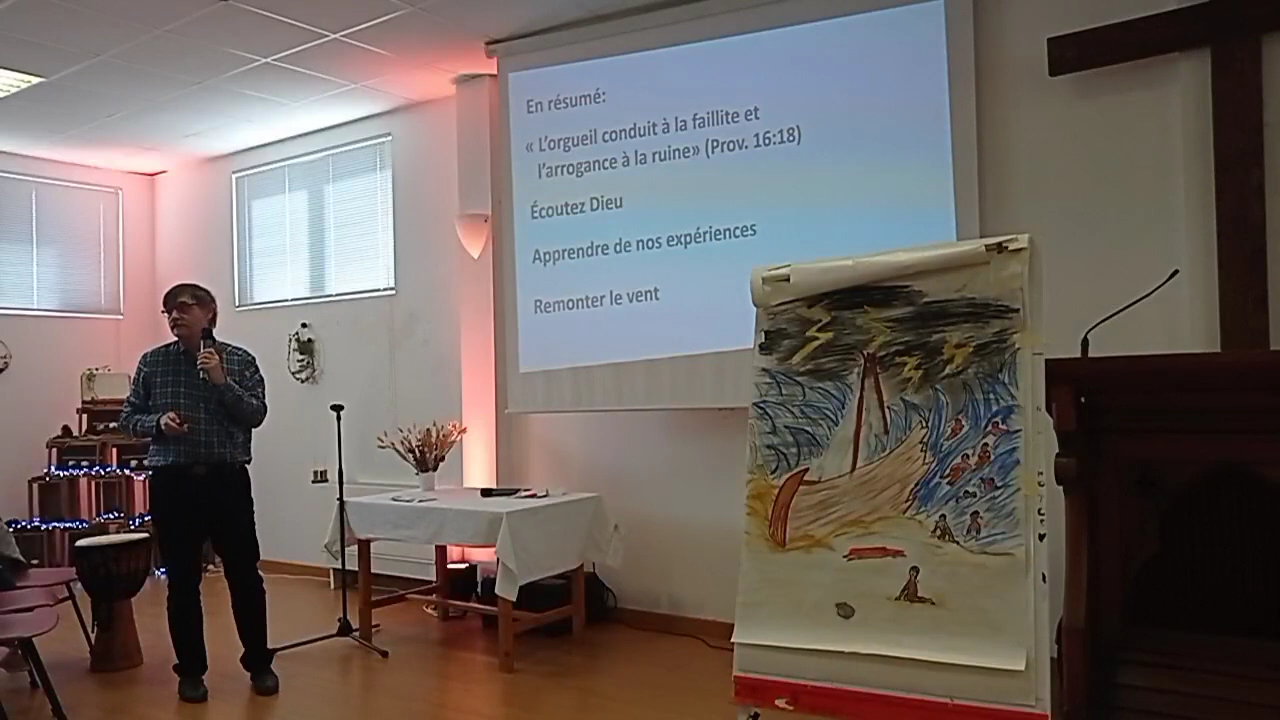 En résumé:
« L'orgueil conduit à la faillite et
l'arrogance à la ruine» (Prov. 16:18)
Écoutez Dieu
Apprendre de nos expériences
Remonter le vent